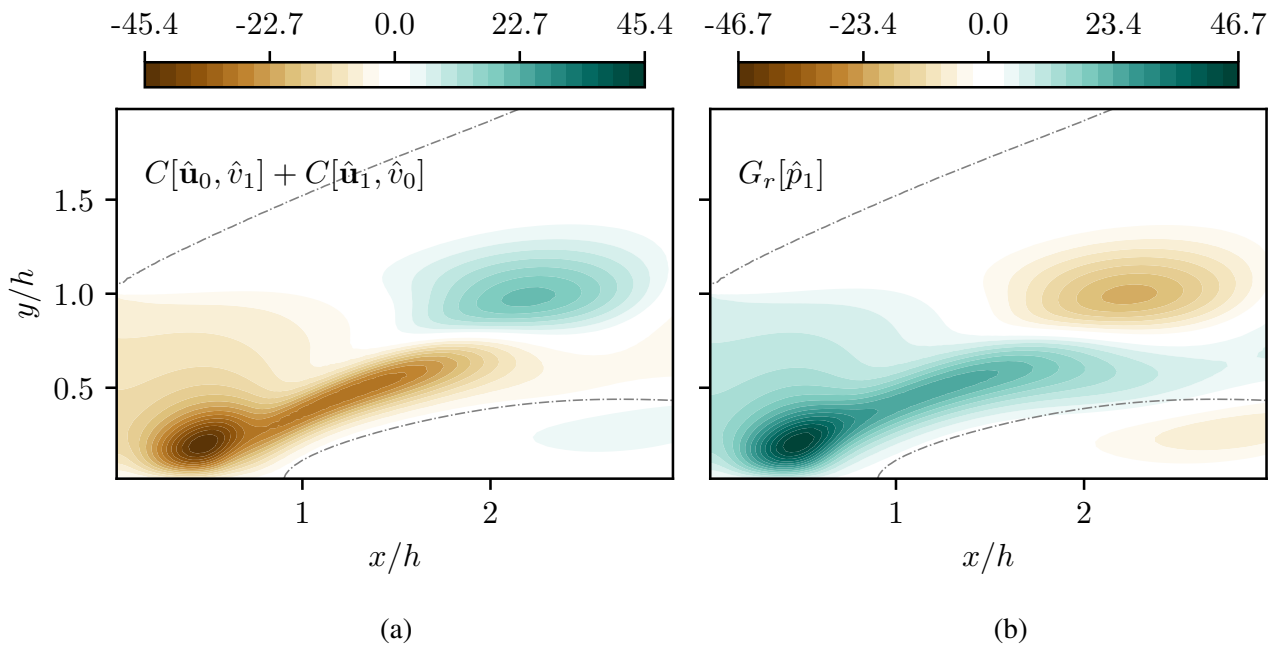 -45.4 -22.7 0.0 22.7 45.4 -46.7 -23.4 0.0 23.4 46.7
C[û₀, v̂₁] + C[û₁, v̂₀] Gᵣ[p̂₁]
1.5
1.0
y/h
0.5
1 2 1 2
x/h x/h
(a) (b)